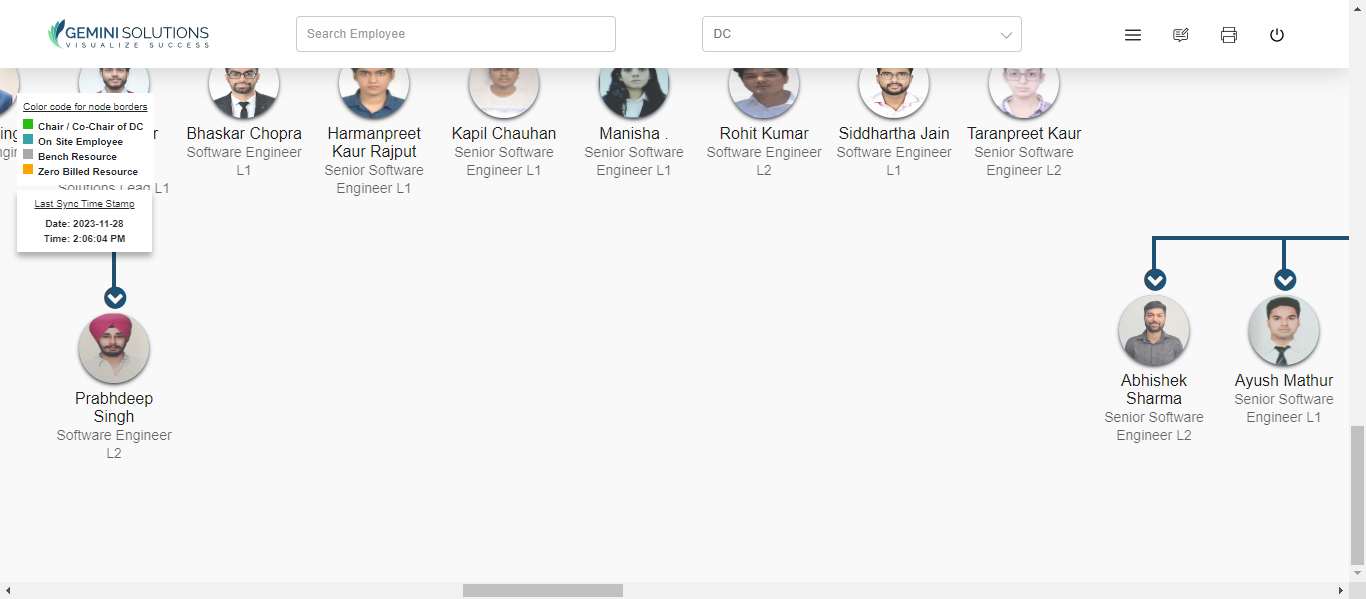 GEMINI SOLUTIONS
VISUALIZE SUCCESS
Search Employee
DC
Color code for node borders
Chair / Co-Chair of DC
On Site Employee
Bench Resource
Zero Billed Resource
Solutions Lead L1
Last Sync Time Stamp
Date: 2023-11-28
Time: 2:06:04 PM
Bhaskar Chopra
Software Engineer
L1
Harmanpreet
Kaur Rajput
Senior Software
Engineer L1
Kapil Chauhan
Senior Software
Engineer L1
Manisha .
Senior Software
Engineer L1
Rohit Kumar
Software Engineer
L2
Siddhartha Jain
Software Engineer
L1
Taranpreet Kaur
Senior Software
Engineer L2
Prabhdeep
Singh
Software Engineer
L2
Abhishek
Sharma
Senior Software
Engineer L2
Ayush Mathur
Senior Software
Engineer L1